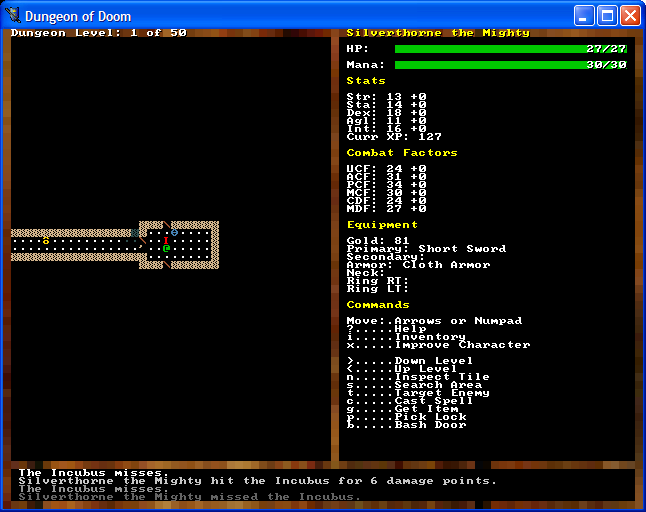 Dungeon of Doom
Dungeon Level: 1 of 50
Silverthorne the Mighty
HP: 27/27
Mana: 30/30
Stats
Str: 13 +0
Sta: 14 +0
Dex: 18 +0
Agl: 11 +0
Int: 16 +0
Curr XP: 127
Combat Factors
UCF: 24 +0
ACF: 31 +0
PCF: 34 +0
MCF: 30 +0
CDF: 24 +0
MDF: 27 +0
Equipment
Gold: 81
Primary: Short Sword
Secondary:
Armor: Cloth Armor
Neck:
Ring RT:
Ring LT:
Commands
Move:.Arrows or Numpad
?.....Help
i.....Inventory
x.....Improve Character
>.....Down Level
<.....Up Level
n.....Inspect Tile
s.....Search Area
t.....Target Enemy
c.....Cast Spell
g.....Get Item
p.....Pick Lock
b.....Bash Door
The Incubus misses.
Silverthorne the Mighty hit the Incubus for 6 damage points.
The Incubus misses.
Silverthorne the Mighty missed the Incubus.